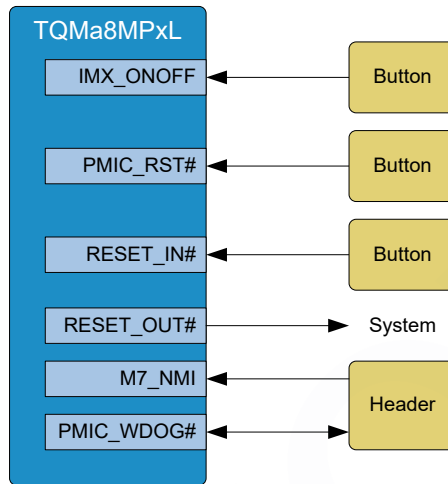 TQMa8MPxL
IMX_ONOFF
Button
PMIC_RST#
Button
RESET_IN#
Button
RESET_OUT#
System
M7_NMI
Header
PMIC_WDOG#